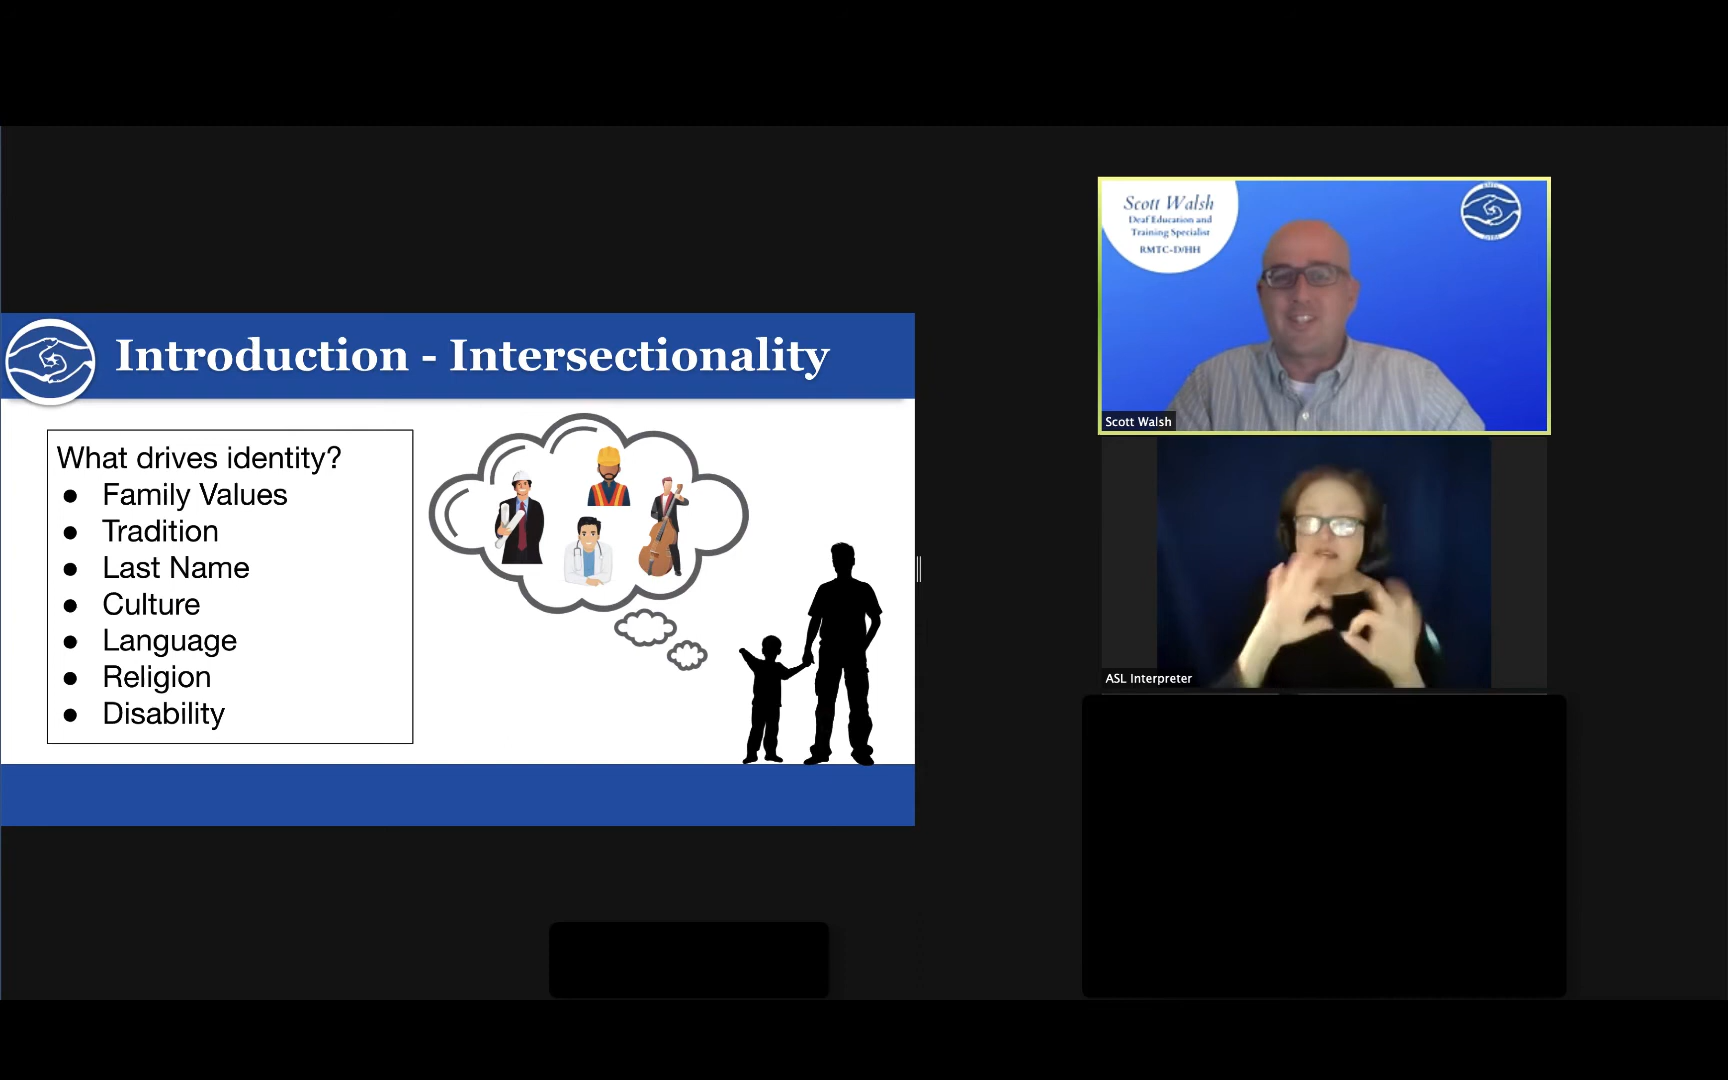 Introduction - Intersectionality
What drives identity?
● Family Values
● Tradition
● Last Name
● Culture
● Language
● Religion
● Disability
Scott Walsh
Deaf Education and
Training Specialist
RMTC-D/HH
Scott Walsh
ASL Interpreter